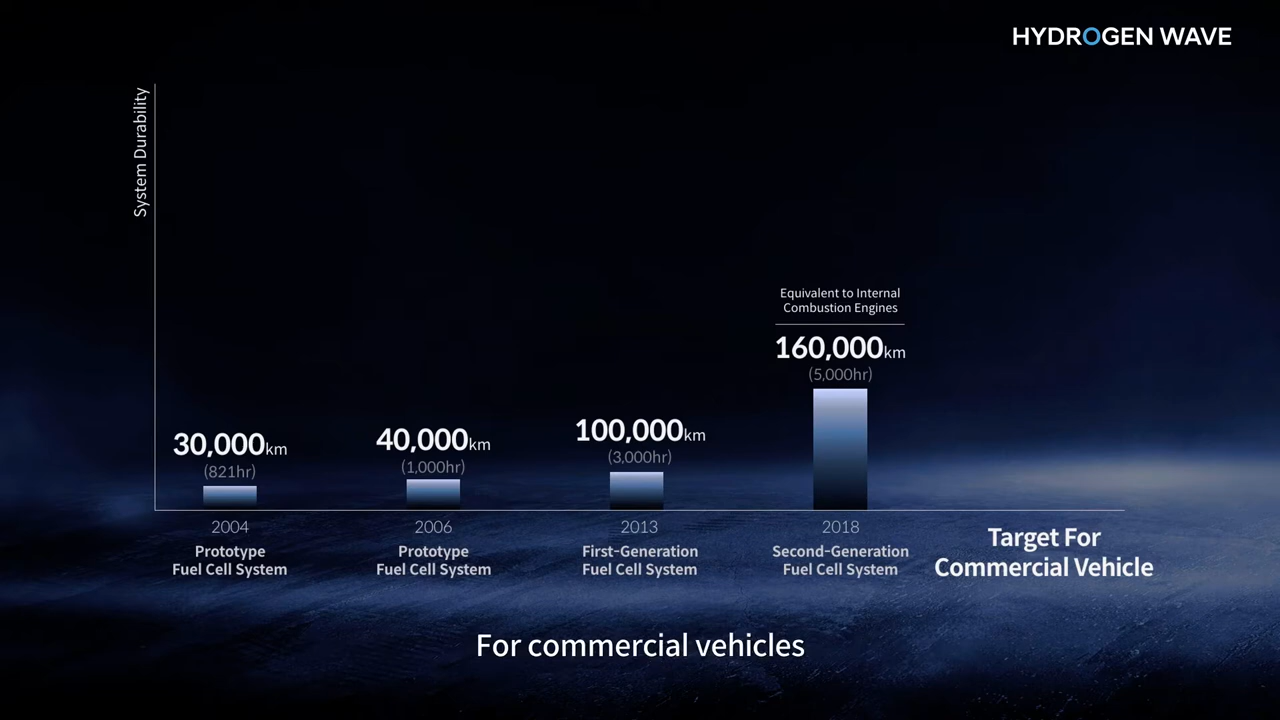 HYDROGEN WAVE
System Durability
Equivalent to Internal
Combustion Engines
160,000km
(5,000hr)
100,000km
(3,000hr)
40,000km
(1,000hr)
30,000km
(821hr)
2004
Prototype
Fuel Cell System
2006
Prototype
Fuel Cell System
2013
First-Generation
Fuel Cell System
2018
Second-Generation
Fuel Cell System
Target For
Commercial Vehicle
For commercial vehicles